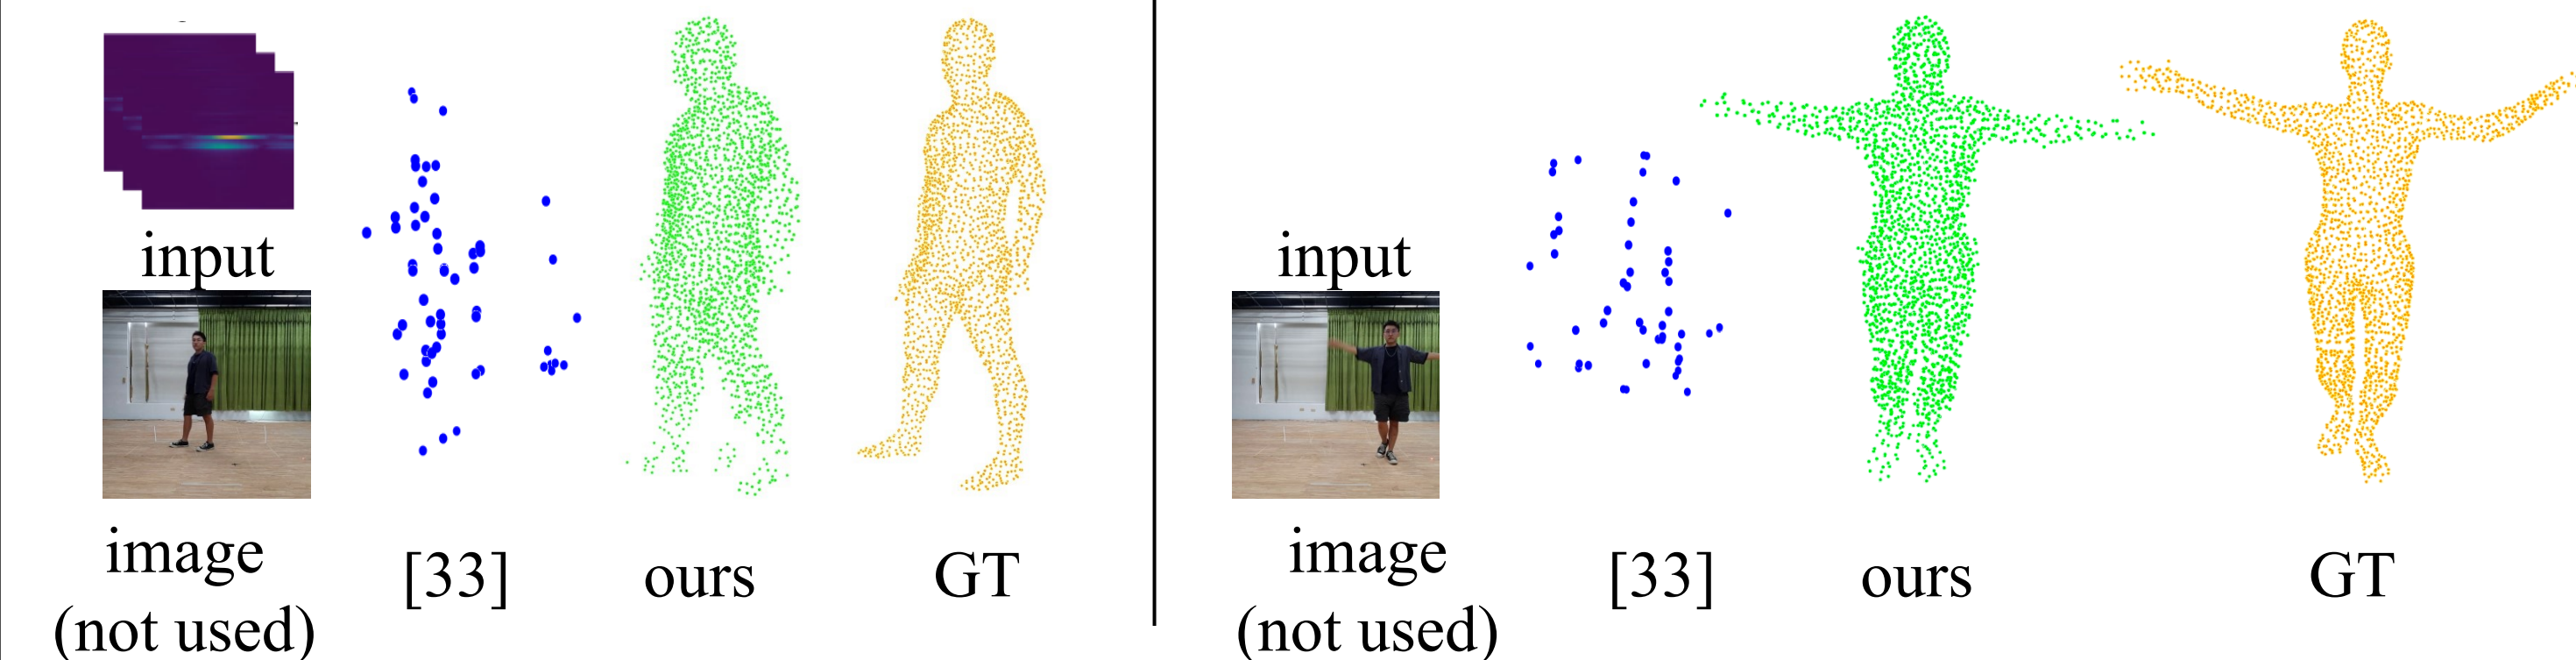 input
image
(not used)
[33]
ours
GT
input
image
(not used)
[33]
ours
GT